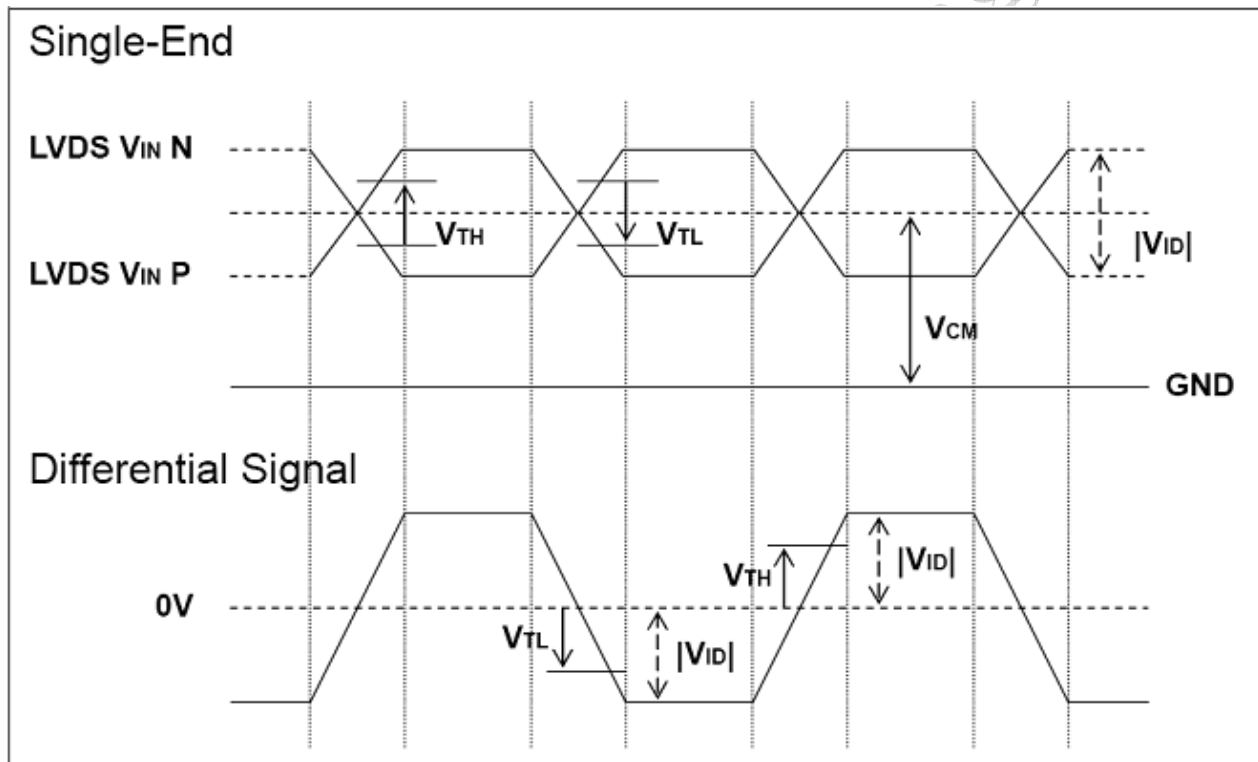 Single-End
LVDS VIN N
VTH
VTL
|VID|
LVDS VIN P
VCM
GND
Differential Signal
VTH
|VID|
0V
VTL
|VID|